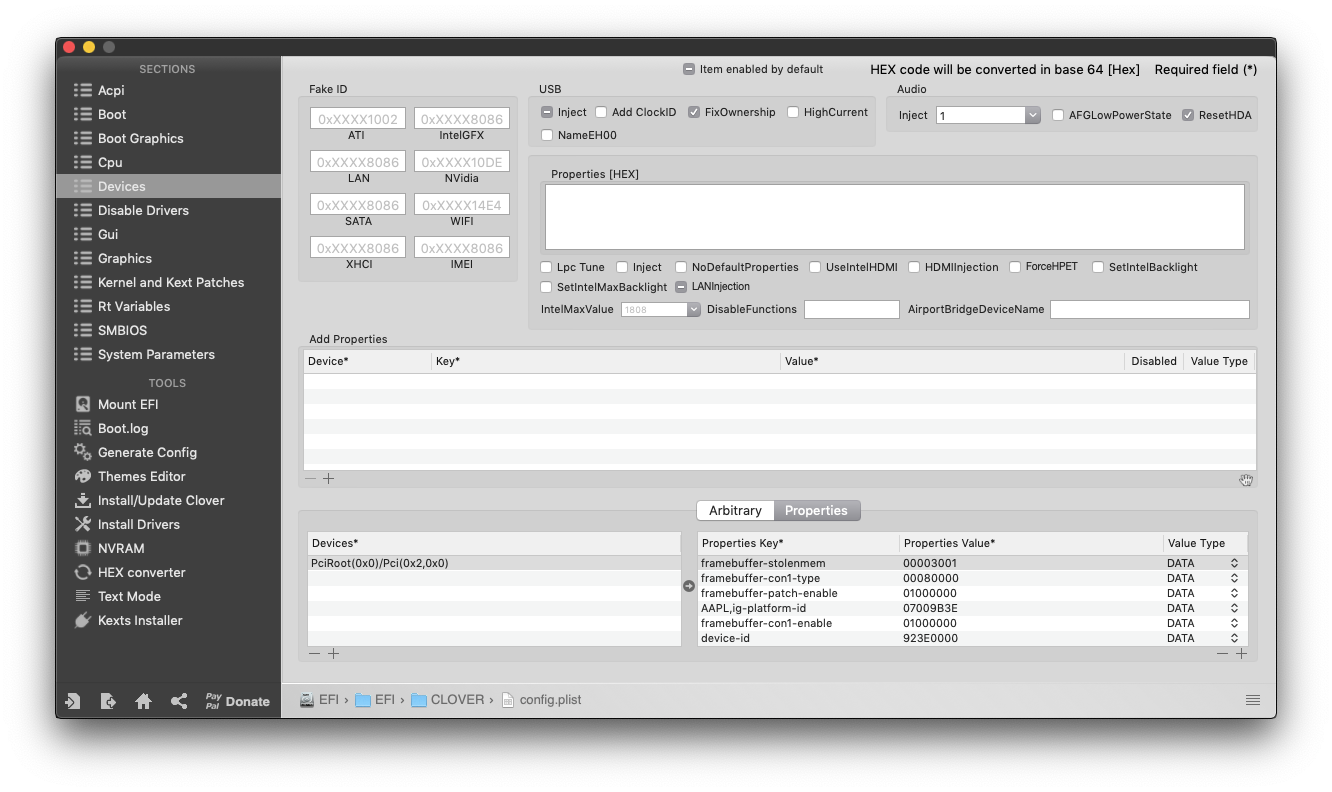 SECTIONS
Acpi
Boot
Boot Graphics
Cpu
Devices
Disable Drivers
Gui
Graphics
Kernel and Kext Patches
Rt Variables
SMBIOS
System Parameters
TOOLS
Mount EFI
Boot.log
Generate Config
Themes Editor
Install/Update Clover
Install Drivers
NVRAM
HEX converter
Text Mode
Kexts Installer
Pay Pal Donate
Item enabled by default HEX code will be converted in base 64 [Hex] Required field (*)
Fake ID
0xXXXX1002 0xXXXX8086
ATI IntelGFX
0xXXXX8086 0xXXXX10DE
LAN NVidia
0xXXXX8086 0xXXXX14E4
SATA WIFI
0xXXXX8086 0xXXXX8086
XHCI IMEI
USB
Inject Add ClockID FixOwnership HighCurrent
NameEH00
Audio
Inject 1 AFGLowPowerState ResetHDA
Properties [HEX]
Lpc Tune Inject NoDefaultProperties UseIntelHDMI HDMIInjection ForceHPET SetIntelBacklight
SetIntelMaxBacklight LANInjection
IntelMaxValue 1808 DisableFunctions AirportBridgeDeviceName
Add Properties
Device* Key* Value* Disabled Value Type
Arbitrary Properties
Devices*
PciRoot(0x0)/Pci(0x2,0x0)
Properties Key* Properties Value* Value Type
framebuffer-stolenmem 00003001 DATA
framebuffer-con1-type 00080000 DATA
framebuffer-patch-enable 01000000 DATA
AAPL,ig-platform-id 07009B3E DATA
framebuffer-con1-enable 01000000 DATA
device-id 923E0000 DATA
EFI › EFI › CLOVER › config.plist